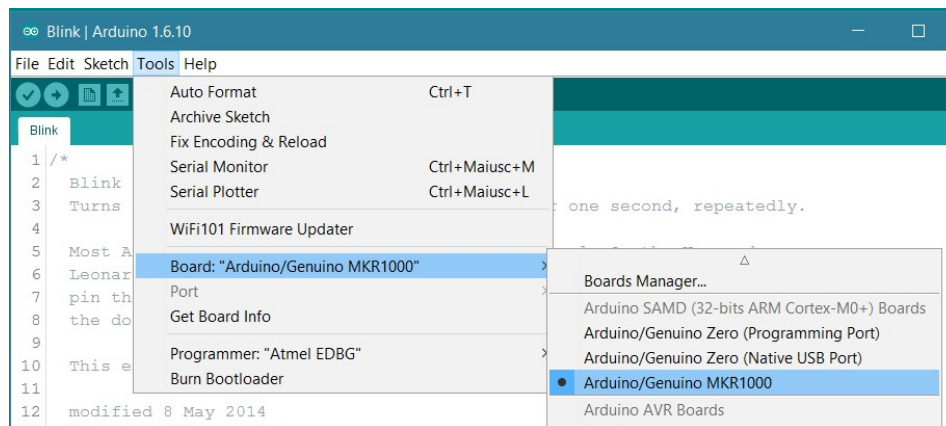 Blink | Arduino 1.6.10
File Edit Sketch Tools Help
Blink
Auto Format Ctrl+T
Archive Sketch
Fix Encoding & Reload
Serial Monitor Ctrl+Maiusc+M
Serial Plotter Ctrl+Maiusc+L
WiFi101 Firmware Updater
Board: "Arduino/Genuino MKR1000"
Port
Get Board Info
Programmer: "Atmel EDBG"
Burn Bootloader
Boards Manager...
Arduino SAMD (32-bits ARM Cortex-M0+) Boards
Arduino/Genuino Zero (Programming Port)
Arduino/Genuino Zero (Native USB Port)
Arduino/Genuino MKR1000
Arduino AVR Boards
1 /*
2 Blink
3 Turns one second, repeatedly.
4
5 Most A
6 Leonar
7 pin th
8 the do
9
10 This e
11
12 modified 8 May 2014